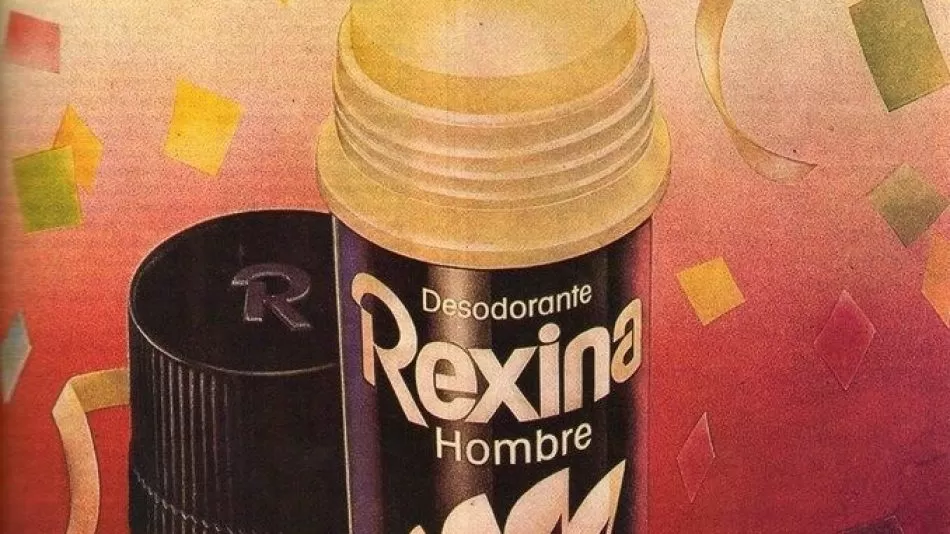 R
Desodorante
Rexina
Hombre